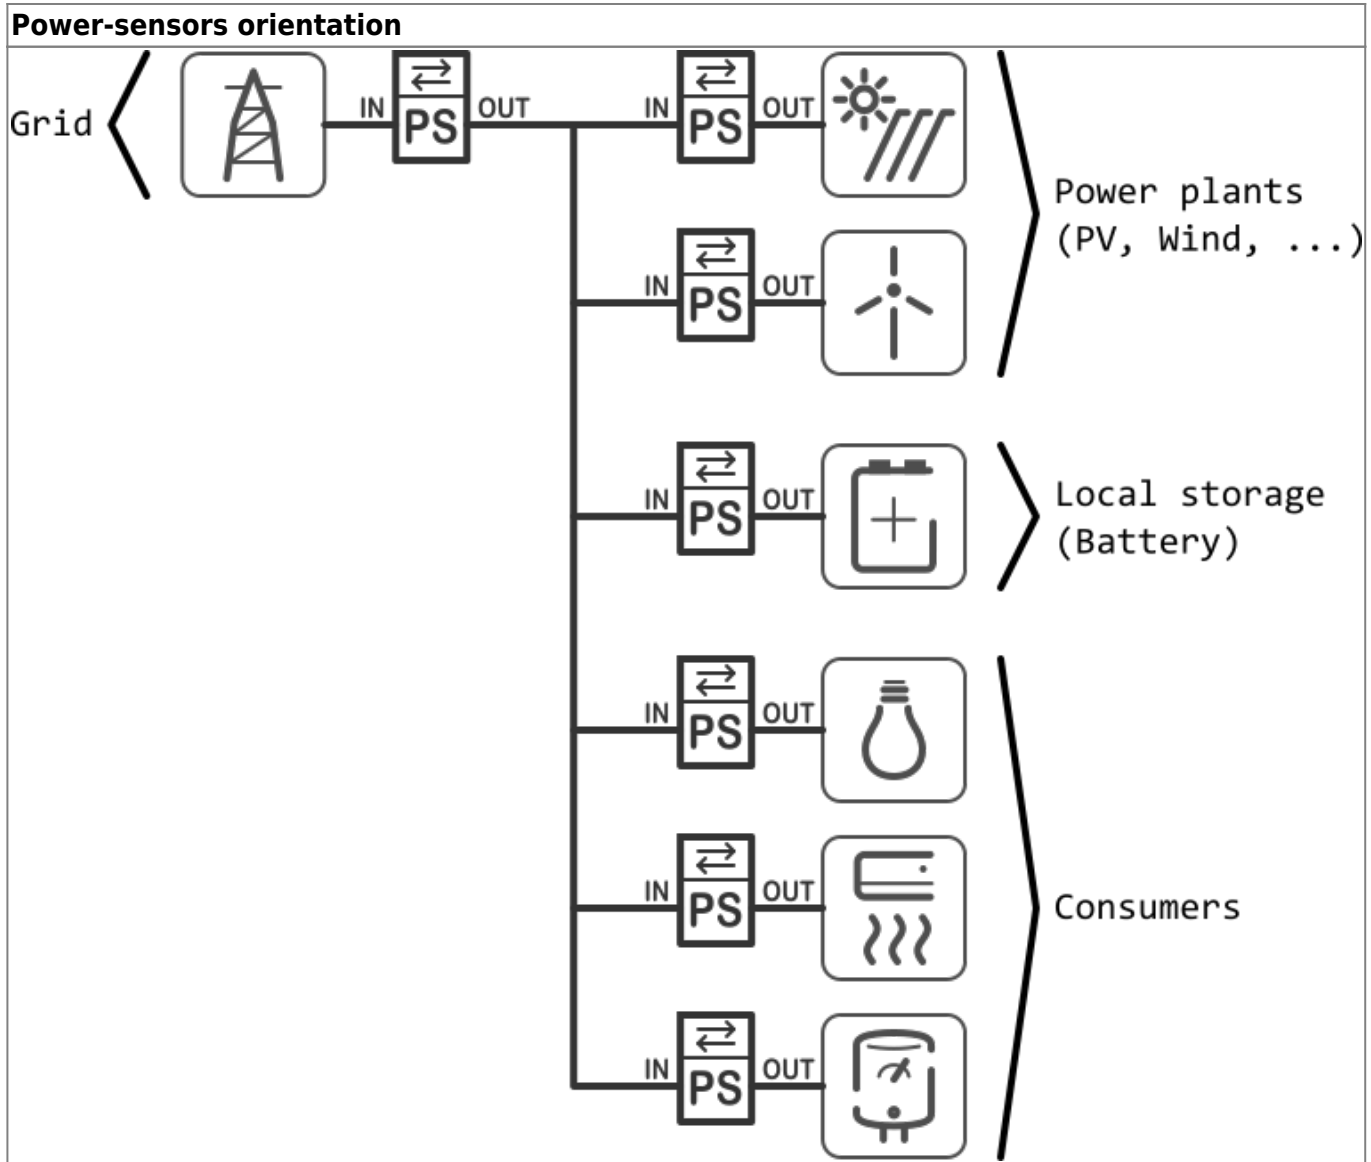 Power-sensors orientation
Grid
IN PS OUT
IN PS OUT
Power plants
(PV, Wind, ...)
IN PS OUT
IN PS OUT
Local storage
(Battery)
IN PS OUT
IN PS OUT
Consumers
IN PS OUT